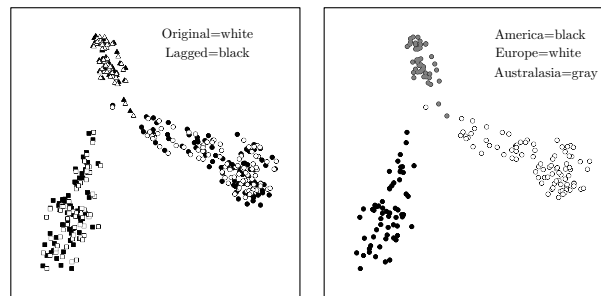 Original=white
Lagged=black
America=black
Europe=white
Australasia=gray